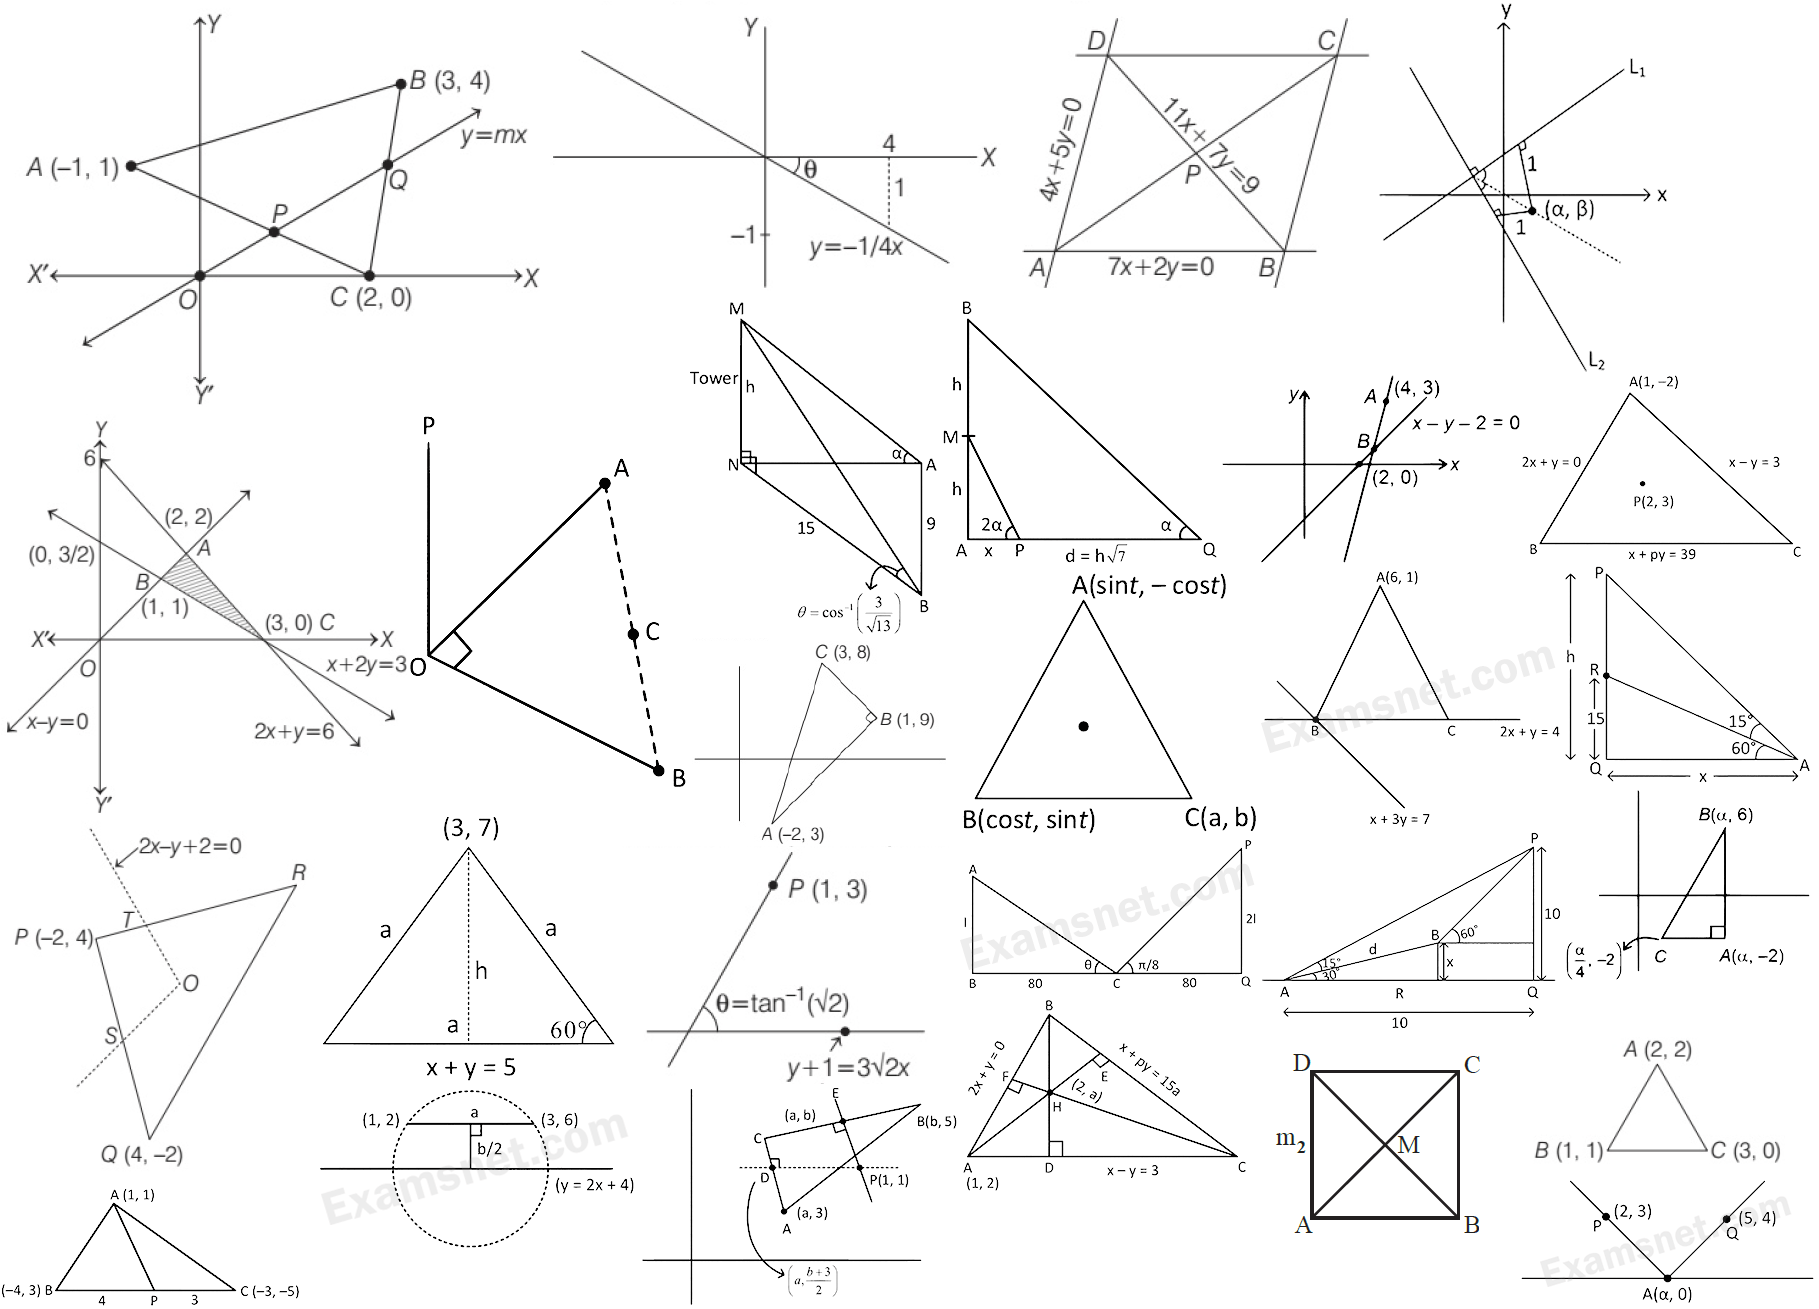 Y
B (3, 4)
y=mx
A (–1, 1)
Q
P
X′
X
O
C (2, 0)
Y′
Y
4
X
θ
1
–1
y=–1/4x
D
C
4x+5y=0
11x+7y=9
P
A
7x+2y=0
B
y
L₁
1
x
(α, β)
1
L₂
M
Tower
h
α
N
A
15
9
B
θ = cos⁻¹(3/√13)
B
h
M
h
2α
α
A
x
P
d = h√7
Q
y
A
(4, 3)
x – y – 2 = 0
B
x
(2, 0)
A(1, –2)
2x + y = 0
x – y = 3
P(2, 3)
B
x + py = 39
C
Y
6
(2, 2)
A
(0, 3/2)
B
(1, 1)
(3, 0) C
X′
X
O
x+2y=3
x–y=0
2x+y=6
Y′
P
A
C
O
B
C (3, 8)
B (1, 9)
A (–2, 3)
A(sint, – cost)
B(cost, sint)
C(a, b)
A(6, 1)
B
C
2x + y = 4
x + 3y = 7
P
h
R
15
15°
60°
Q
A
x
2x–y+2=0
R
T
P (–2, 4)
O
S
Q (4, –2)
(3, 7)
a
a
h
a
60°
x + y = 5
P (1, 3)
θ=tan⁻¹(√2)
y+1=3√2x
A
P
l
2l
θ
π/8
B
80
C
80
Q
P
10
B
60°
d
x
15°
30°
A
R
Q
10
B(α, 6)
(α/4, –2)
C
A(α, –2)
A (1, 1)
(–4, 3) B
4
P
3
C (–3, –5)
(1, 2)
a
(3, 6)
b/2
(y = 2x + 4)
E
(a, b)
B(b, 5)
C
D
P(1, 1)
A
(a, 3)
(a, b+3/2)
B
2x + y = 0
x + py = 15a
F
E
(2, a)
H
A
(1, 2)
D
x – y = 3
C
D
C
m₂
M
A
B
A (2, 2)
B (1, 1)
C (3, 0)
P
(2, 3)
(5, 4)
Q
A(α, 0)
Examsnet.com
Examsnet.com
Examsnet.com
Examsnet.com